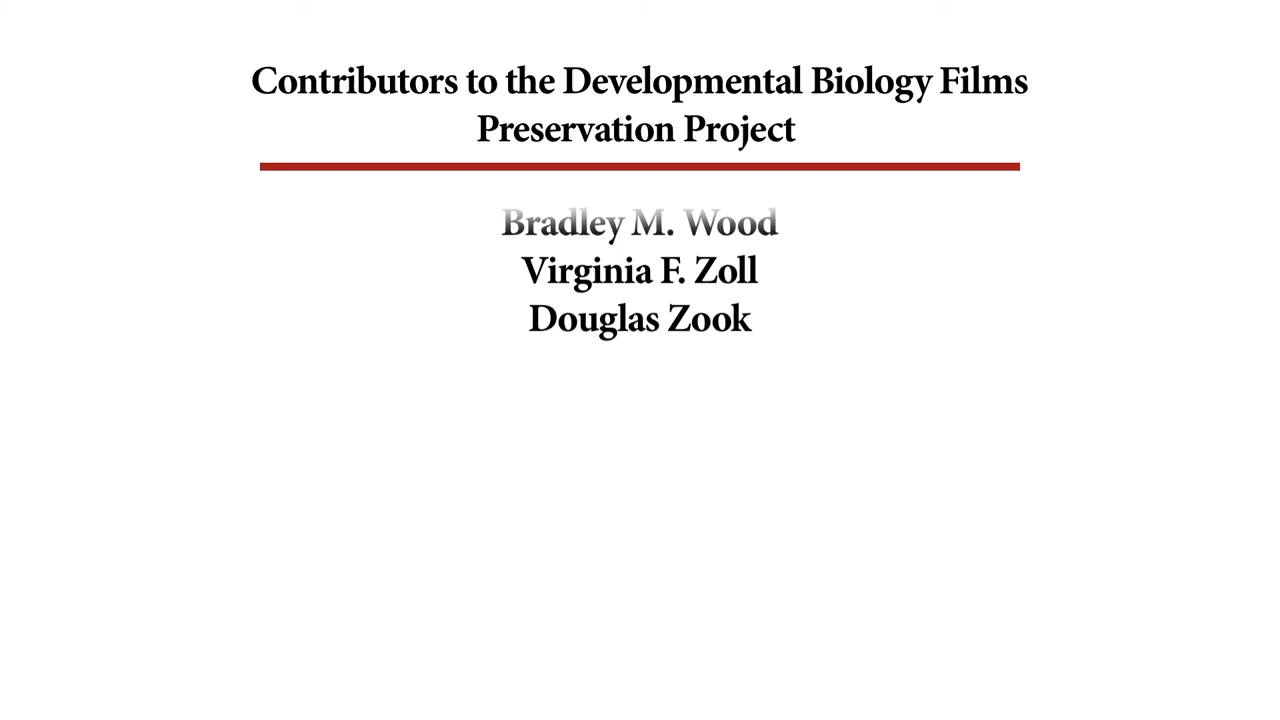 Contributors to the Developmental Biology Films
Preservation Project
Bradley M. Wood
Virginia F. Zoll
Douglas Zook